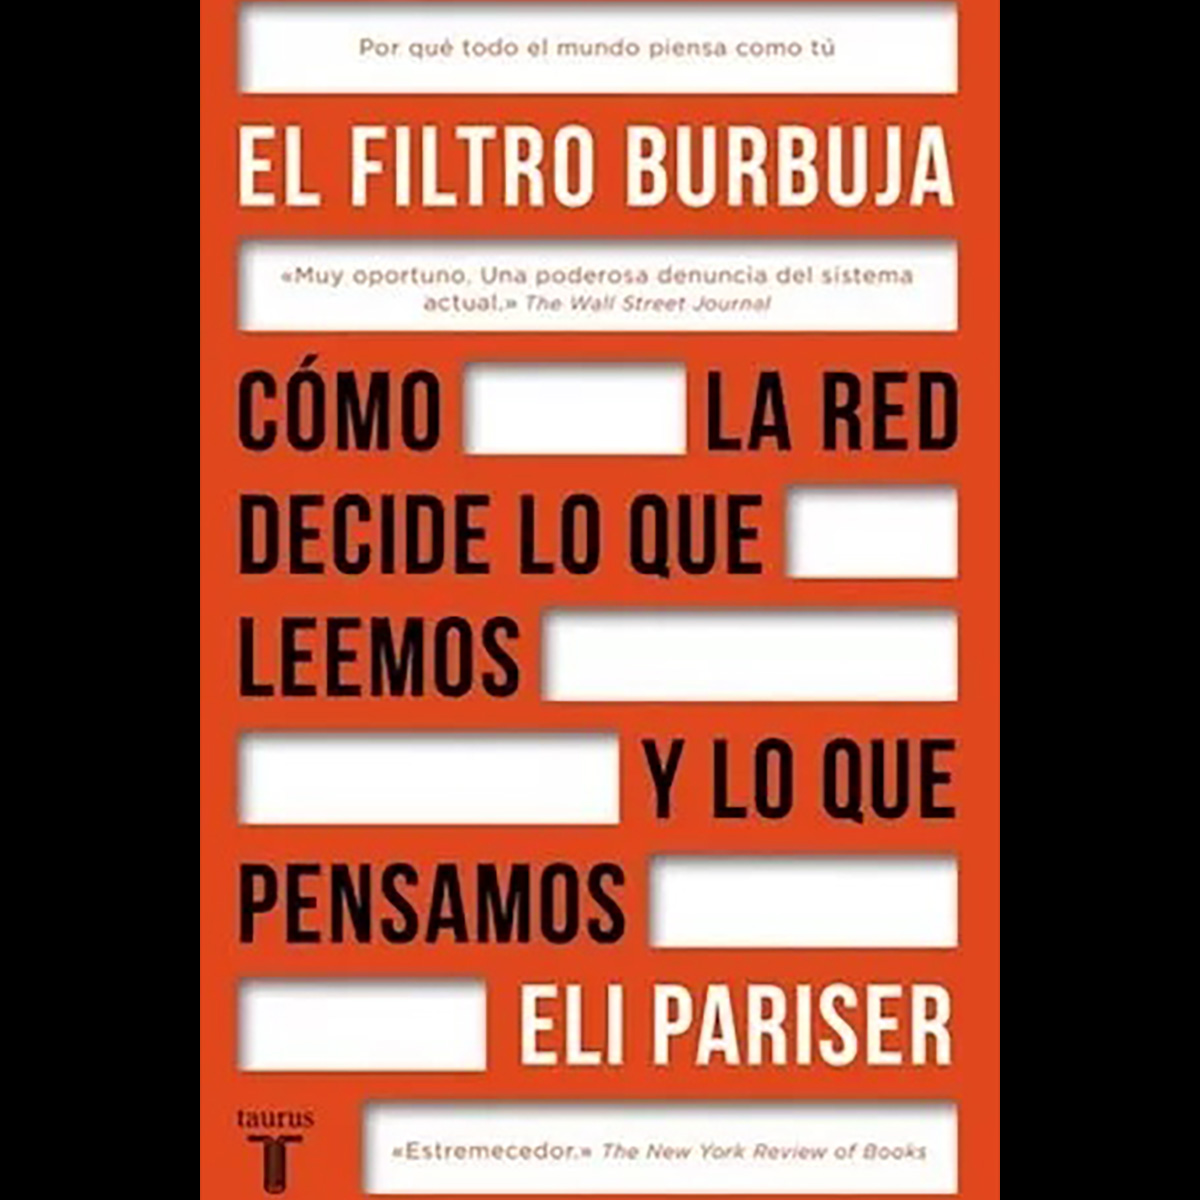 Por qué todo el mundo piensa como tú
EL FILTRO BURBUJA
«Muy oportuno. Una poderosa denuncia del sistema
actual.» The Wall Street Journal
CÓMO LA RED
DECIDE LO QUE
LEEMOS
Y LO QUE
PENSAMOS
ELI PARISER
taurus
T
«Estremecedor.» The New York Review of Books